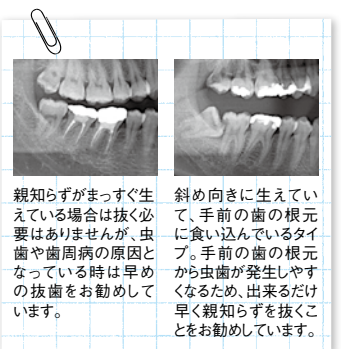 親知らずがまっすぐ生
えている場合は抜く必
要はありませんが、虫
歯や歯周病の原因と
なっている時は早め
の抜歯をお勧めして
います。
斜め向きに生えてい
て、手前の歯の根元
に食い込んでいるタイ
プ。手前の歯の根元
から虫歯が発生しやす
くなるため、出来るだけ
早く親知らずを抜くこ
とをお勧めしています。